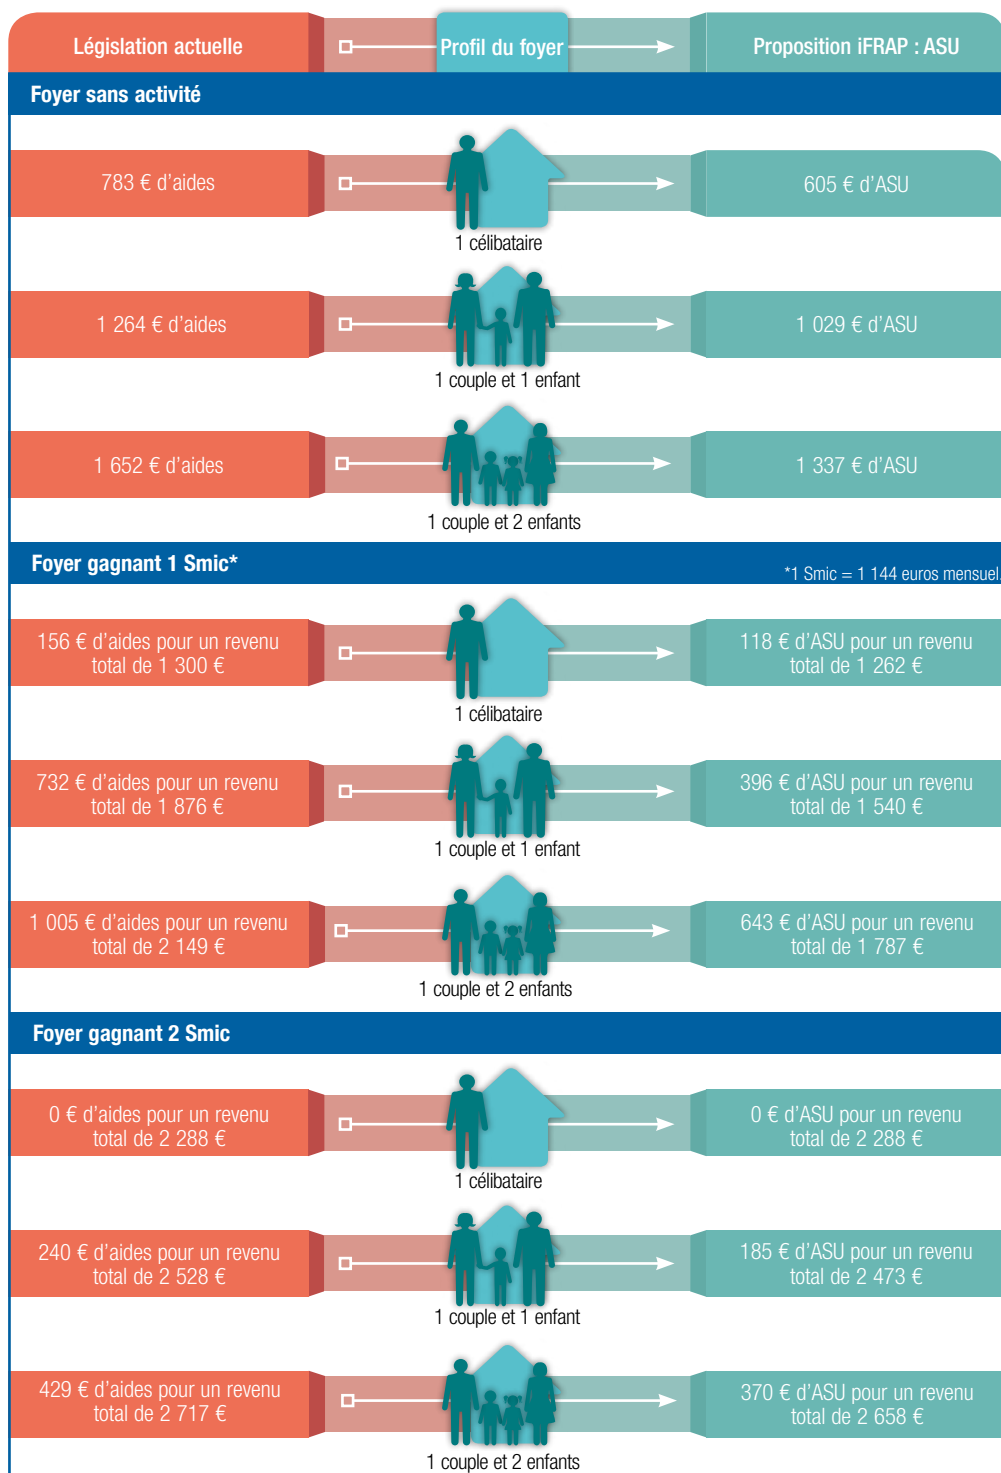 Législation actuelle
Profil du foyer
Proposition iFRAP : ASU
Foyer sans activité
783 € d'aides
605 € d'ASU
1 célibataire
1 264 € d'aides
1 029 € d'ASU
1 couple et 1 enfant
1 652 € d'aides
1 337 € d'ASU
1 couple et 2 enfants
Foyer gagnant 1 Smic*
*1 Smic = 1 144 euros mensuel.
156 € d'aides pour un revenu
total de 1 300 €
118 € d'ASU pour un revenu
total de 1 262 €
1 célibataire
732 € d'aides pour un revenu
total de 1 876 €
396 € d'ASU pour un revenu
total de 1 540 €
1 couple et 1 enfant
1 005 € d'aides pour un revenu
total de 2 149 €
643 € d'ASU pour un revenu
total de 1 787 €
1 couple et 2 enfants
Foyer gagnant 2 Smic
0 € d'aides pour un revenu
total de 2 288 €
0 € d'ASU pour un revenu
total de 2 288 €
1 célibataire
240 € d'aides pour un revenu
total de 2 528 €
185 € d'ASU pour un revenu
total de 2 473 €
1 couple et 1 enfant
429 € d'aides pour un revenu
total de 2 717 €
370 € d'ASU pour un revenu
total de 2 658 €
1 couple et 2 enfants